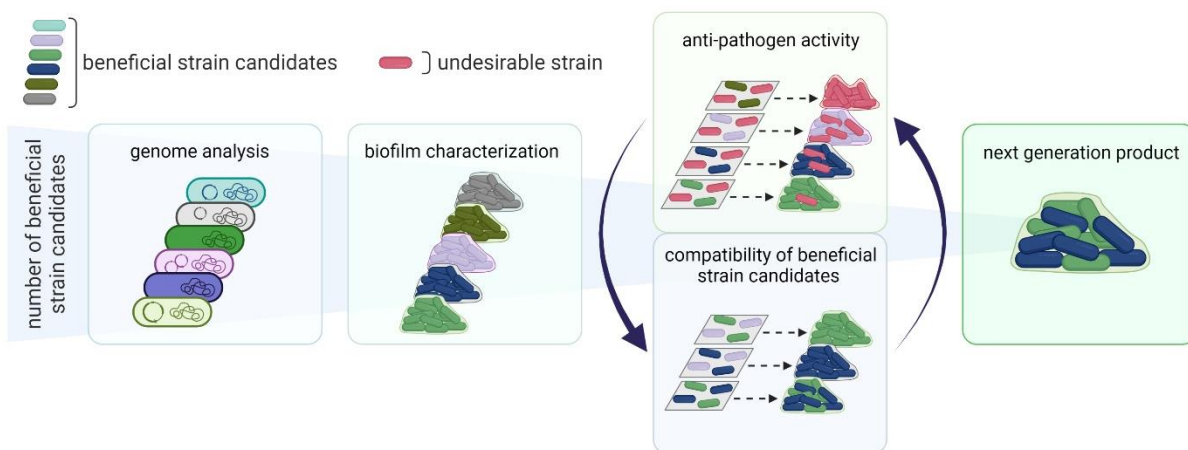 beneficial strain candidates
undesirable strain
number of beneficial
strain candidates
genome analysis
biofilm characterization
anti-pathogen activity
compatibility of beneficial
strain candidates
next generation product